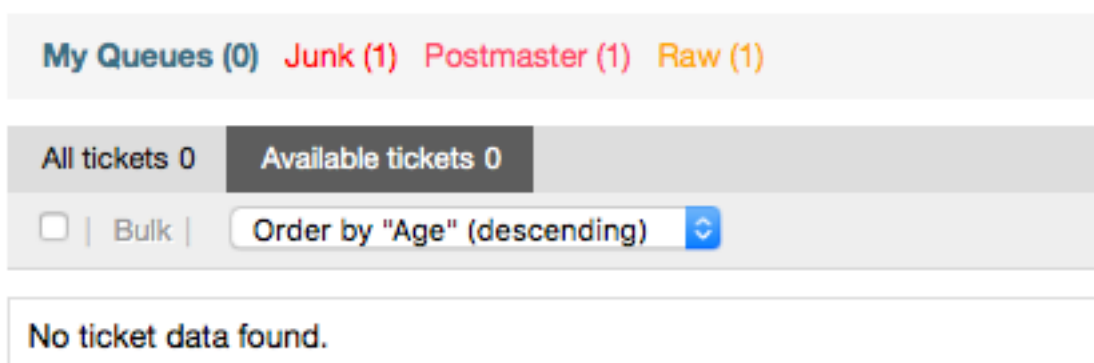 My Queues (0) Junk (1) Postmaster (1) Raw (1)
All tickets 0 Available tickets 0
| Bulk | Order by "Age" (descending)
No ticket data found.